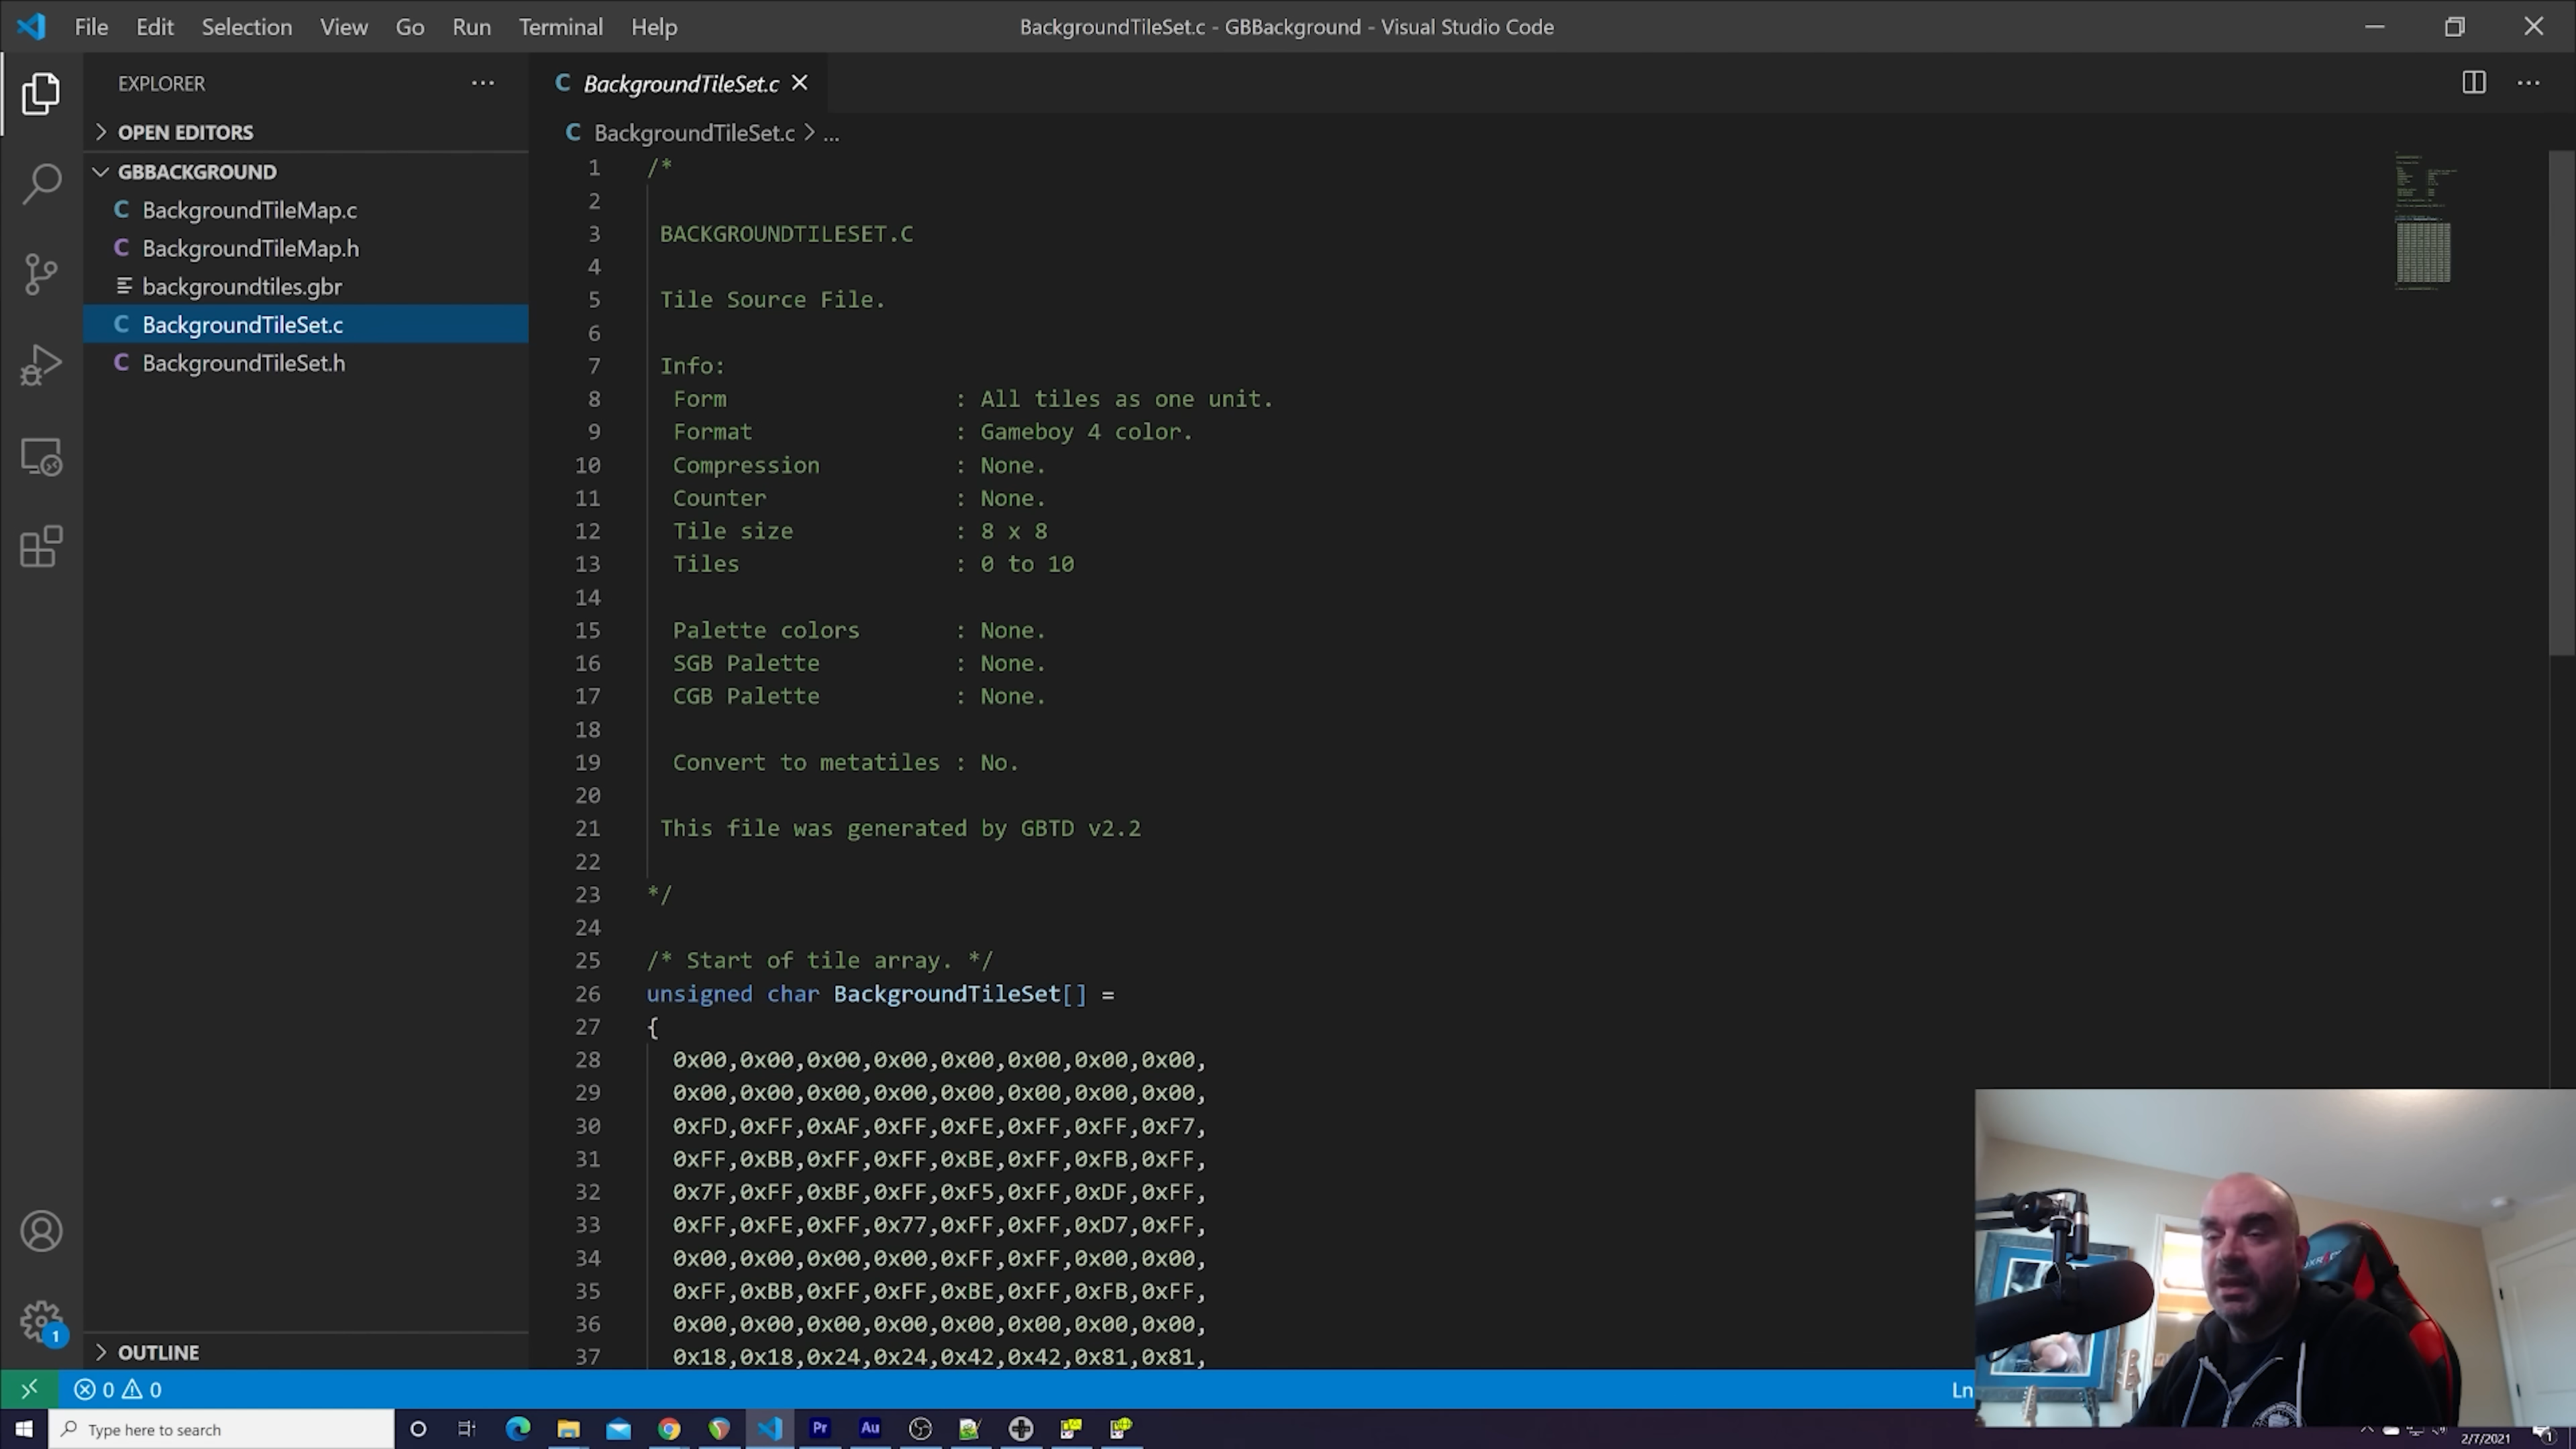 File Edit Selection View Go Run Terminal Help
BackgroundTileSet.c - GBBackground - Visual Studio Code
EXPLORER
OPEN EDITORS
GBBACKGROUND
BackgroundTileMap.c
BackgroundTileMap.h
backgroundtiles.gbr
BackgroundTileSet.c
BackgroundTileSet.h
OUTLINE
BackgroundTileSet.c
BackgroundTileSet.c > ...
1 /*
2
3 BACKGROUNDTILESET.C
4
5 Tile Source File.
6
7 Info:
8 Form : All tiles as one unit.
9 Format : Gameboy 4 color.
10 Compression : None.
11 Counter : None.
12 Tile size : 8 x 8
13 Tiles : 0 to 10
14
15 Palette colors : None.
16 SGB Palette : None.
17 CGB Palette : None.
18
19 Convert to metatiles : No.
20
21 This file was generated by GBTD v2.2
22
23 */
24
25 /* Start of tile array. */
26 unsigned char BackgroundTileSet[] =
27 {
28 0x00,0x00,0x00,0x00,0x00,0x00,0x00,0x00,
29 0x00,0x00,0x00,0x00,0x00,0x00,0x00,0x00,
30 0xFD,0xFF,0xAF,0xFF,0xFE,0xFF,0xFF,0xF7,
31 0xFF,0xBB,0xFF,0xFF,0xBE,0xFF,0xFB,0xFF,
32 0x7F,0xFF,0xBF,0xFF,0xF5,0xFF,0xDF,0xFF,
33 0xFF,0xFE,0xFF,0x77,0xFF,0xFF,0xD7,0xFF,
34 0x00,0x00,0x00,0x00,0xFF,0xFF,0x00,0x00,
35 0xFF,0xBB,0xFF,0xFF,0xBE,0xFF,0xFB,0xFF,
36 0x00,0x00,0x00,0x00,0x00,0x00,0x00,0x00,
37 0x18,0x18,0x24,0x24,0x42,0x42,0x81,0x81,
1
0 0
Ln
Type here to search
Pr
Au
2/7/2021
1